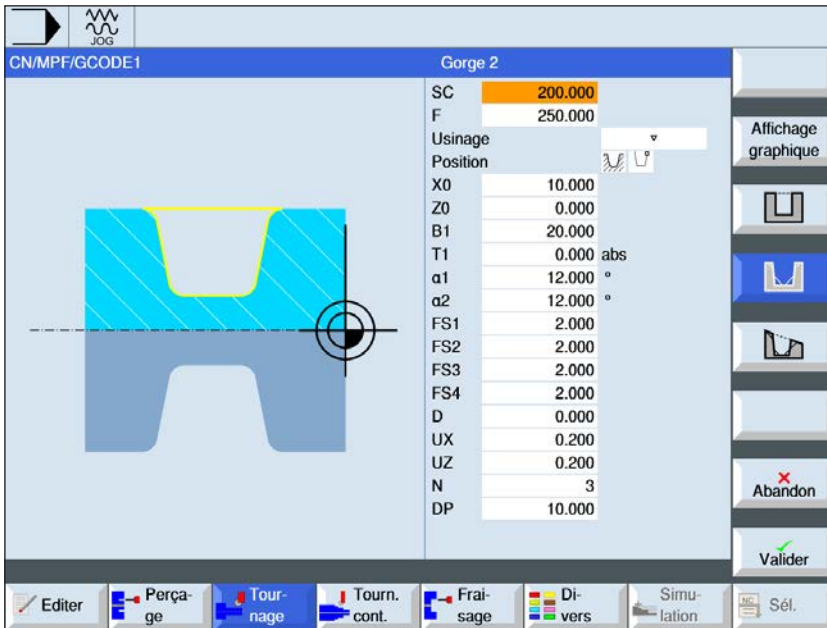 JOG
CN/MPF/GCODE1
Gorge 2
SC 200.000
F 250.000
Usinage ▿
Position
X0 10.000
Z0 0.000
B1 20.000
T1 0.000 abs
α1 12.000 °
α2 12.000 °
FS1 2.000
FS2 2.000
FS3 2.000
FS4 2.000
D 0.000
UX 0.200
UZ 0.200
N 3
DP 10.000
Affichage
graphique
Abandon
Valider
Editer
Perça-
ge
Tour-
nage
Tourn.
cont.
Frai-
sage
Di-
vers
Simu-
lation
NC
Sél.